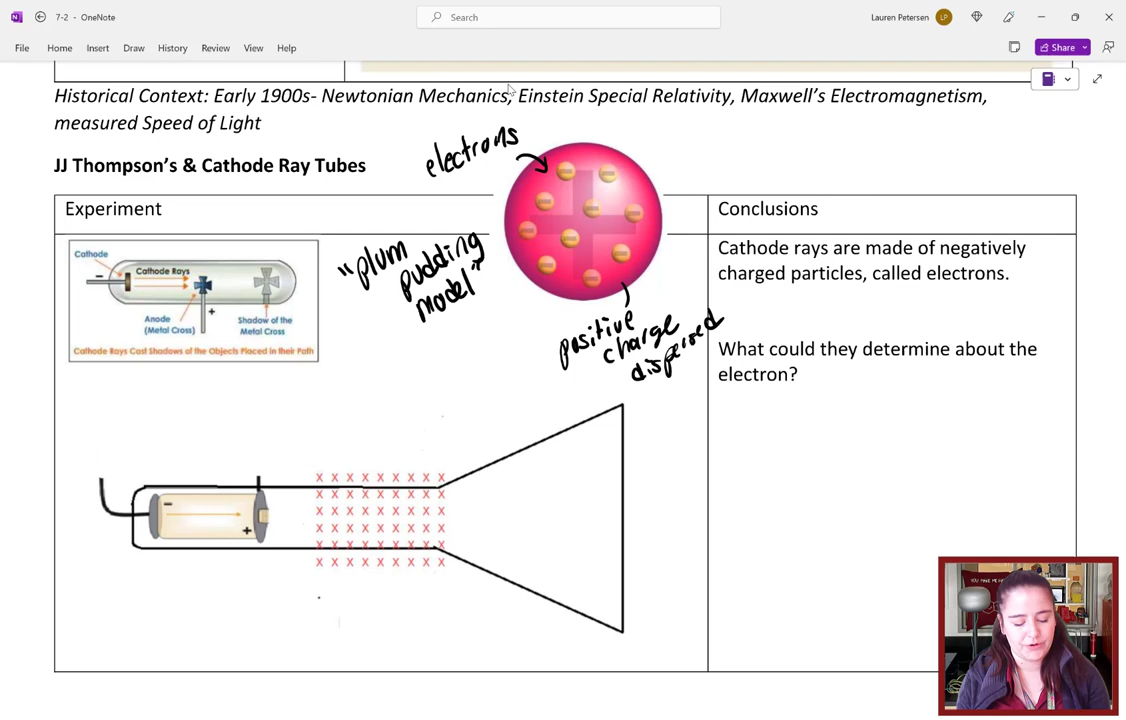 7-2 - OneNote
Search
Lauren Petersen
LP
File Home Insert Draw History Review View Help
Share
Historical Context: Early 1900s- Newtonian Mechanics, Einstein Special Relativity, Maxwell's Electromagnetism,
measured Speed of Light
electrons
JJ Thompson's & Cathode Ray Tubes
Experiment
Conclusions
"plum
pudding
model"
Cathode
Cathode Rays
−
+
Anode
(Metal Cross)
Shadow of the
Metal Cross
Cathode Rays Cast Shadows of the Objects Placed in their Path
positive
charge
dispersed
Cathode rays are made of negatively
charged particles, called electrons.
What could they determine about the
electron?
x x x x x x x x x
− x x x x x x x x x
x x x x x x x x x
+ x x x x x x x x x
x x x x x x x x x
x x x x x x x x x